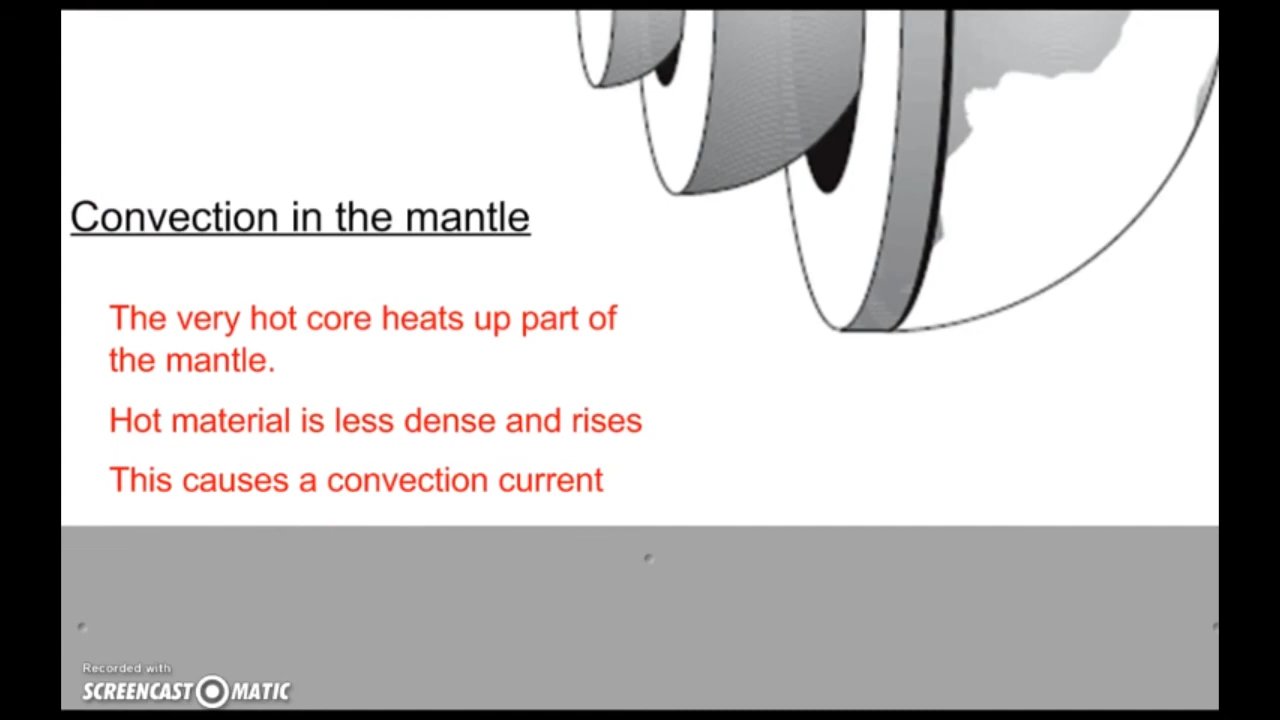 Convection in the mantle
The very hot core heats up part of
the mantle.
Hot material is less dense and rises
This causes a convection current
Recorded with
SCREENCAST MATIC